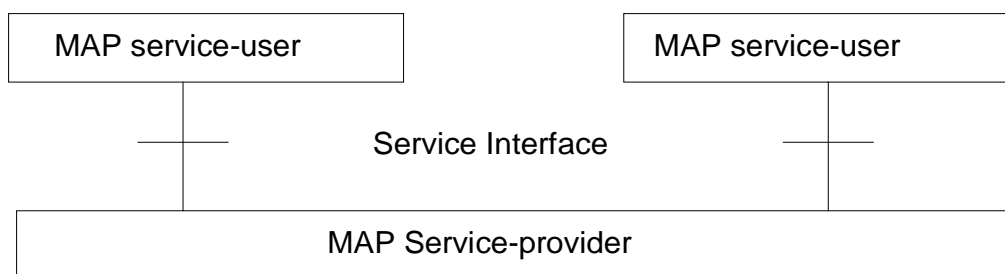 MAP service-user
MAP service-user
Service Interface
MAP Service-provider